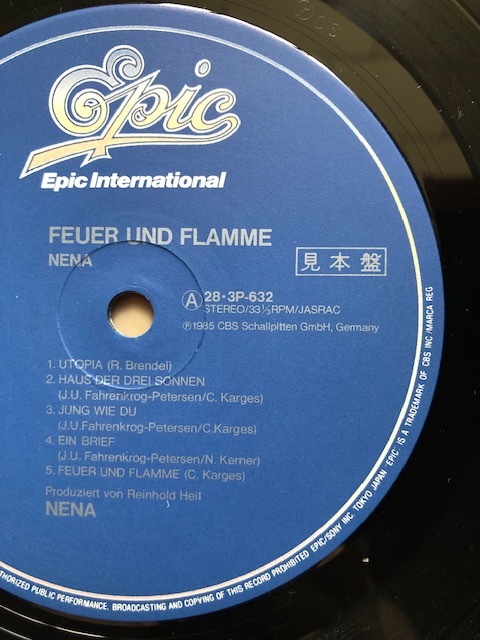 Epic
Epic International
FEUER UND FLAMME
NENA
見本盤
A 28・3P-632
STEREO/33⅓RPM/JASRAC
℗1985 CBS Schallpltten GmbH, Germany
1. UTOPIA (R. Brendel)
2. HAUS DER DREI SONNEN
(J.U. Fahrenkrog-Petersen/C. Karges)
3. JUNG WIE DU
(J.U.Fahrenkrog-Petersen/C.Karges)
4. EIN BRIEF
(J.U. Fahrenkrog-Petersen/N. Kerner)
5. FEUER UND FLAMME (C. Karges)
Produziert von Reinhold Heil
NENA
PUBLIC PERFORMANCE. BROADCASTING AND COPYING OF THIS RECORD PROHIBITED EPIC/SONY INC. TOKYO JAPAN "EPIC" IS A TRADEMARK OF CBS INC./MARCA REG